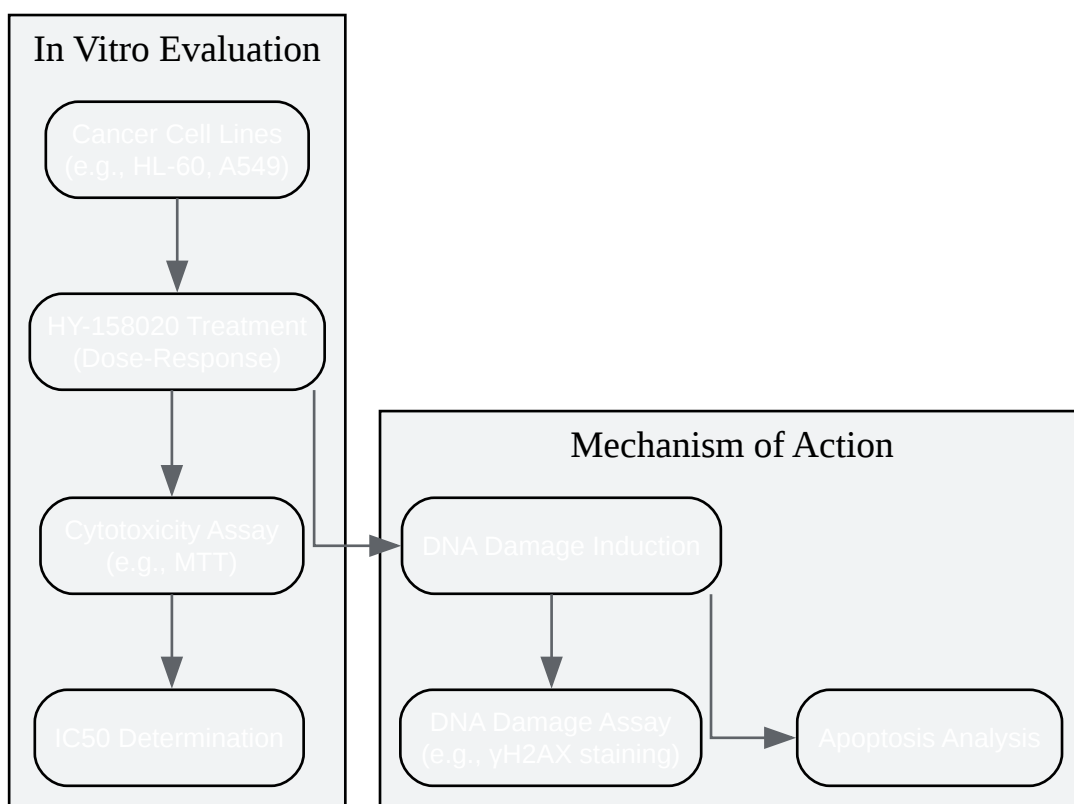 In Vitro Evaluation
Cancer Cell Lines
(e.g., HL-60, A549)
HY-158020 Treatment
(Dose-Response)
Cytotoxicity Assay
(e.g., MTT)
IC50 Determination
Mechanism of Action
DNA Damage Induction
DNA Damage Assay
(e.g., γH2AX staining)
Apoptosis Analysis